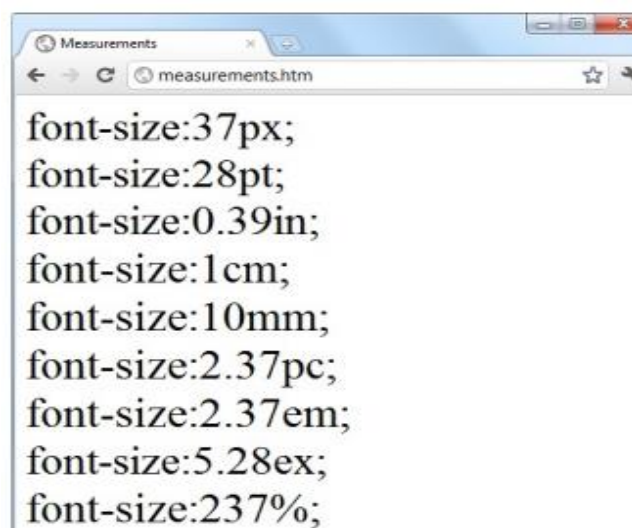 Measurements
measurements.htm
font-size:37px;
font-size:28pt;
font-size:0.39in;
font-size:1cm;
font-size:10mm;
font-size:2.37pc;
font-size:2.37em;
font-size:5.28ex;
font-size:237%;